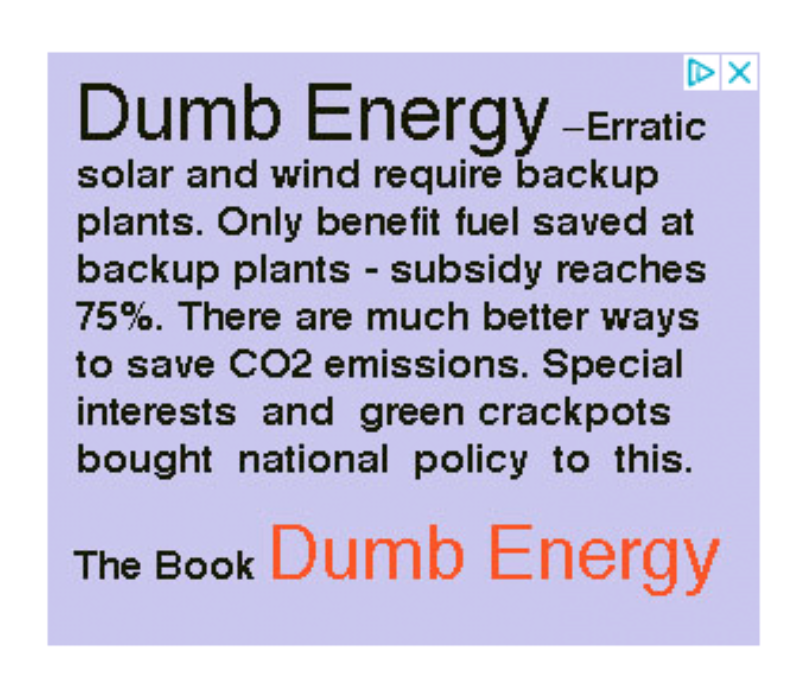 Dumb Energy –Erratic
solar and wind require backup
plants. Only benefit fuel saved at
backup plants - subsidy reaches
75%. There are much better ways
to save CO2 emissions. Special
interests and green crackpots
bought national policy to this.
The Book Dumb Energy